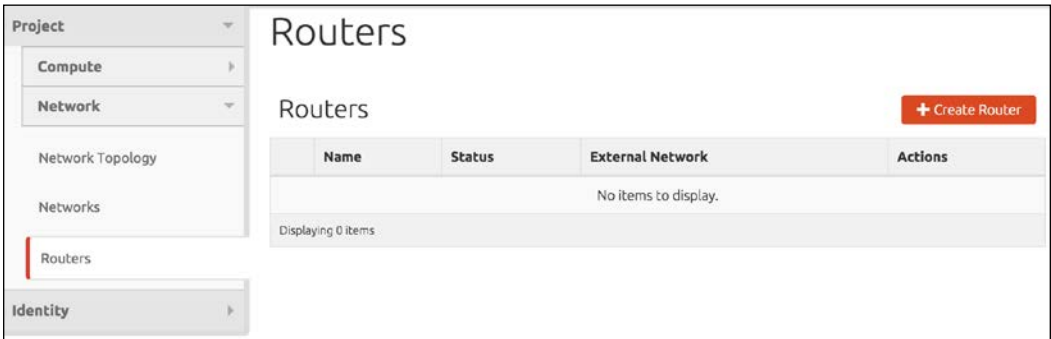 Project
Compute
Network
Network Topology
Networks
Routers
Identity
Routers
Routers
+ Create Router
Name Status External Network Actions
No items to display.
Displaying 0 items